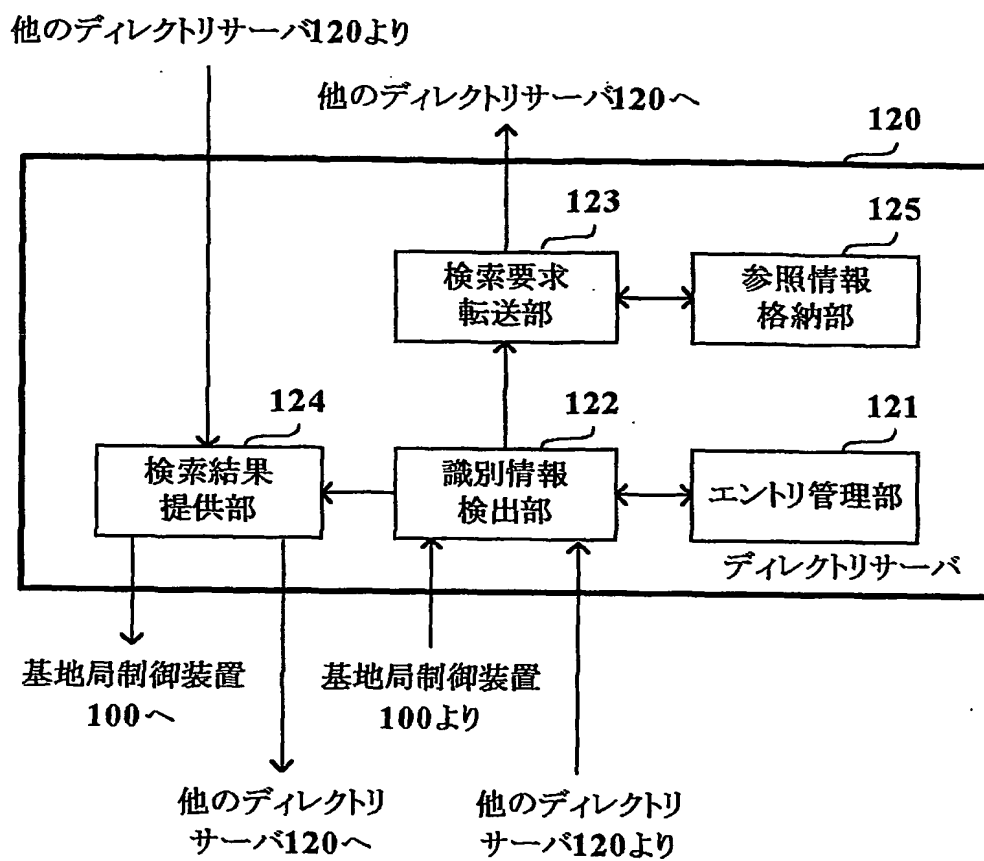 他のディレクトリサーバ120より
他のディレクトリサーバ120へ
120
123
125
検索要求
転送部
参照情報
格納部
124
122
121
検索結果
提供部
識別情報
検出部
エントリ管理部
ディレクトリサーバ
基地局制御装置
100へ
基地局制御装置
100より
他のディレクトリ
サーバ120へ
他のディレクトリ
サーバ120より